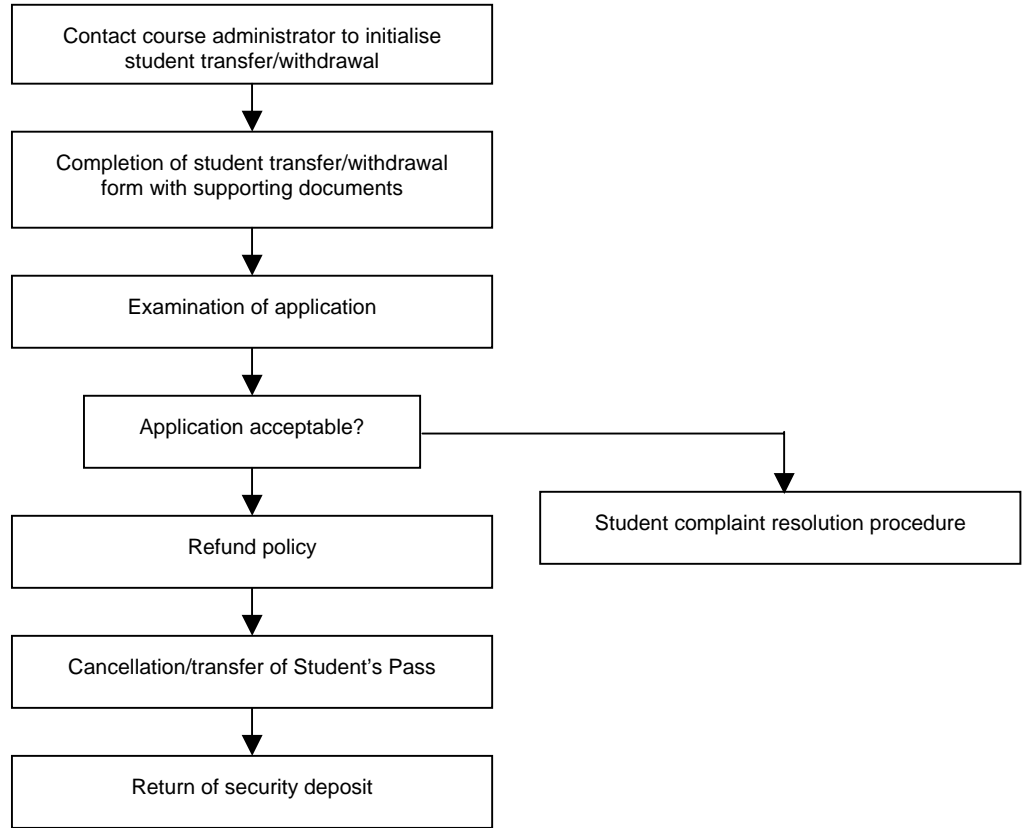 Contact course administrator to initialise
student transfer/withdrawal
Completion of student transfer/withdrawal
form with supporting documents
Examination of application
Application acceptable?
Student complaint resolution procedure
Refund policy
Cancellation/transfer of Student’s Pass
Return of security deposit